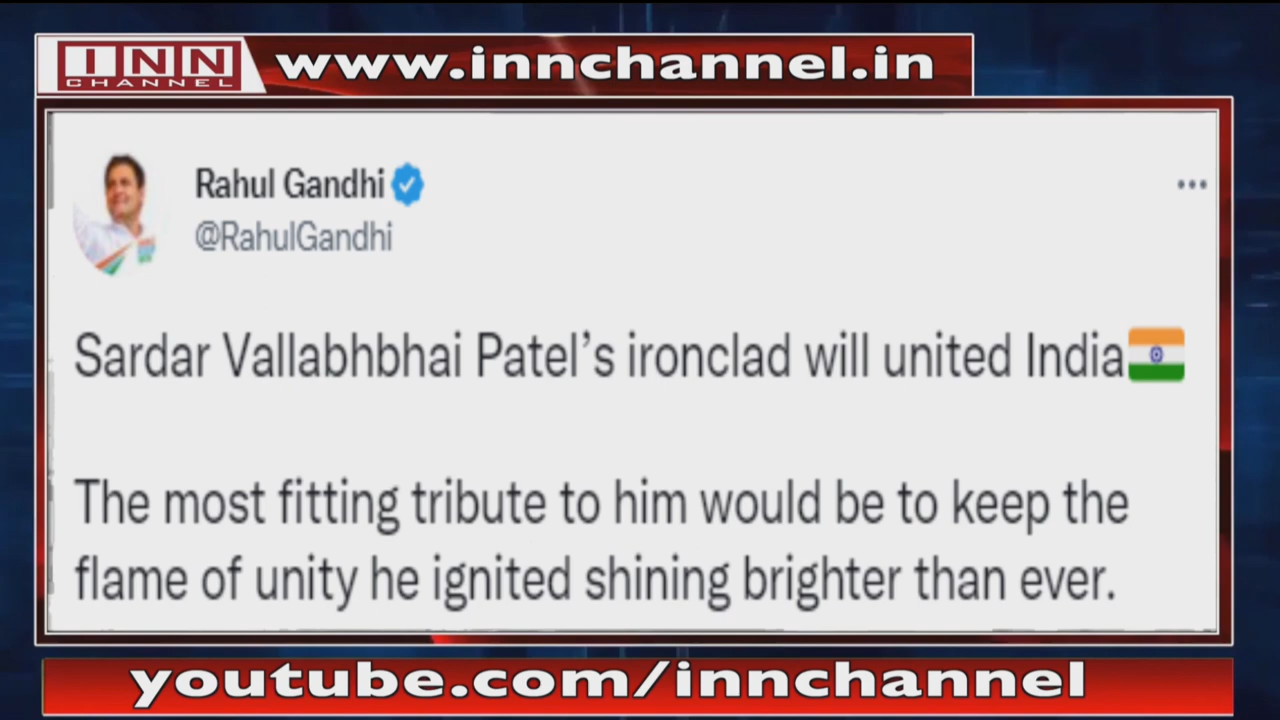 INN
CHANNEL
www.innchannel.in
Rahul Gandhi
@RahulGandhi
Sardar Vallabhbhai Patel’s ironclad will united India🇮🇳
The most fitting tribute to him would be to keep the
flame of unity he ignited shining brighter than ever.
youtube.com/innchannel